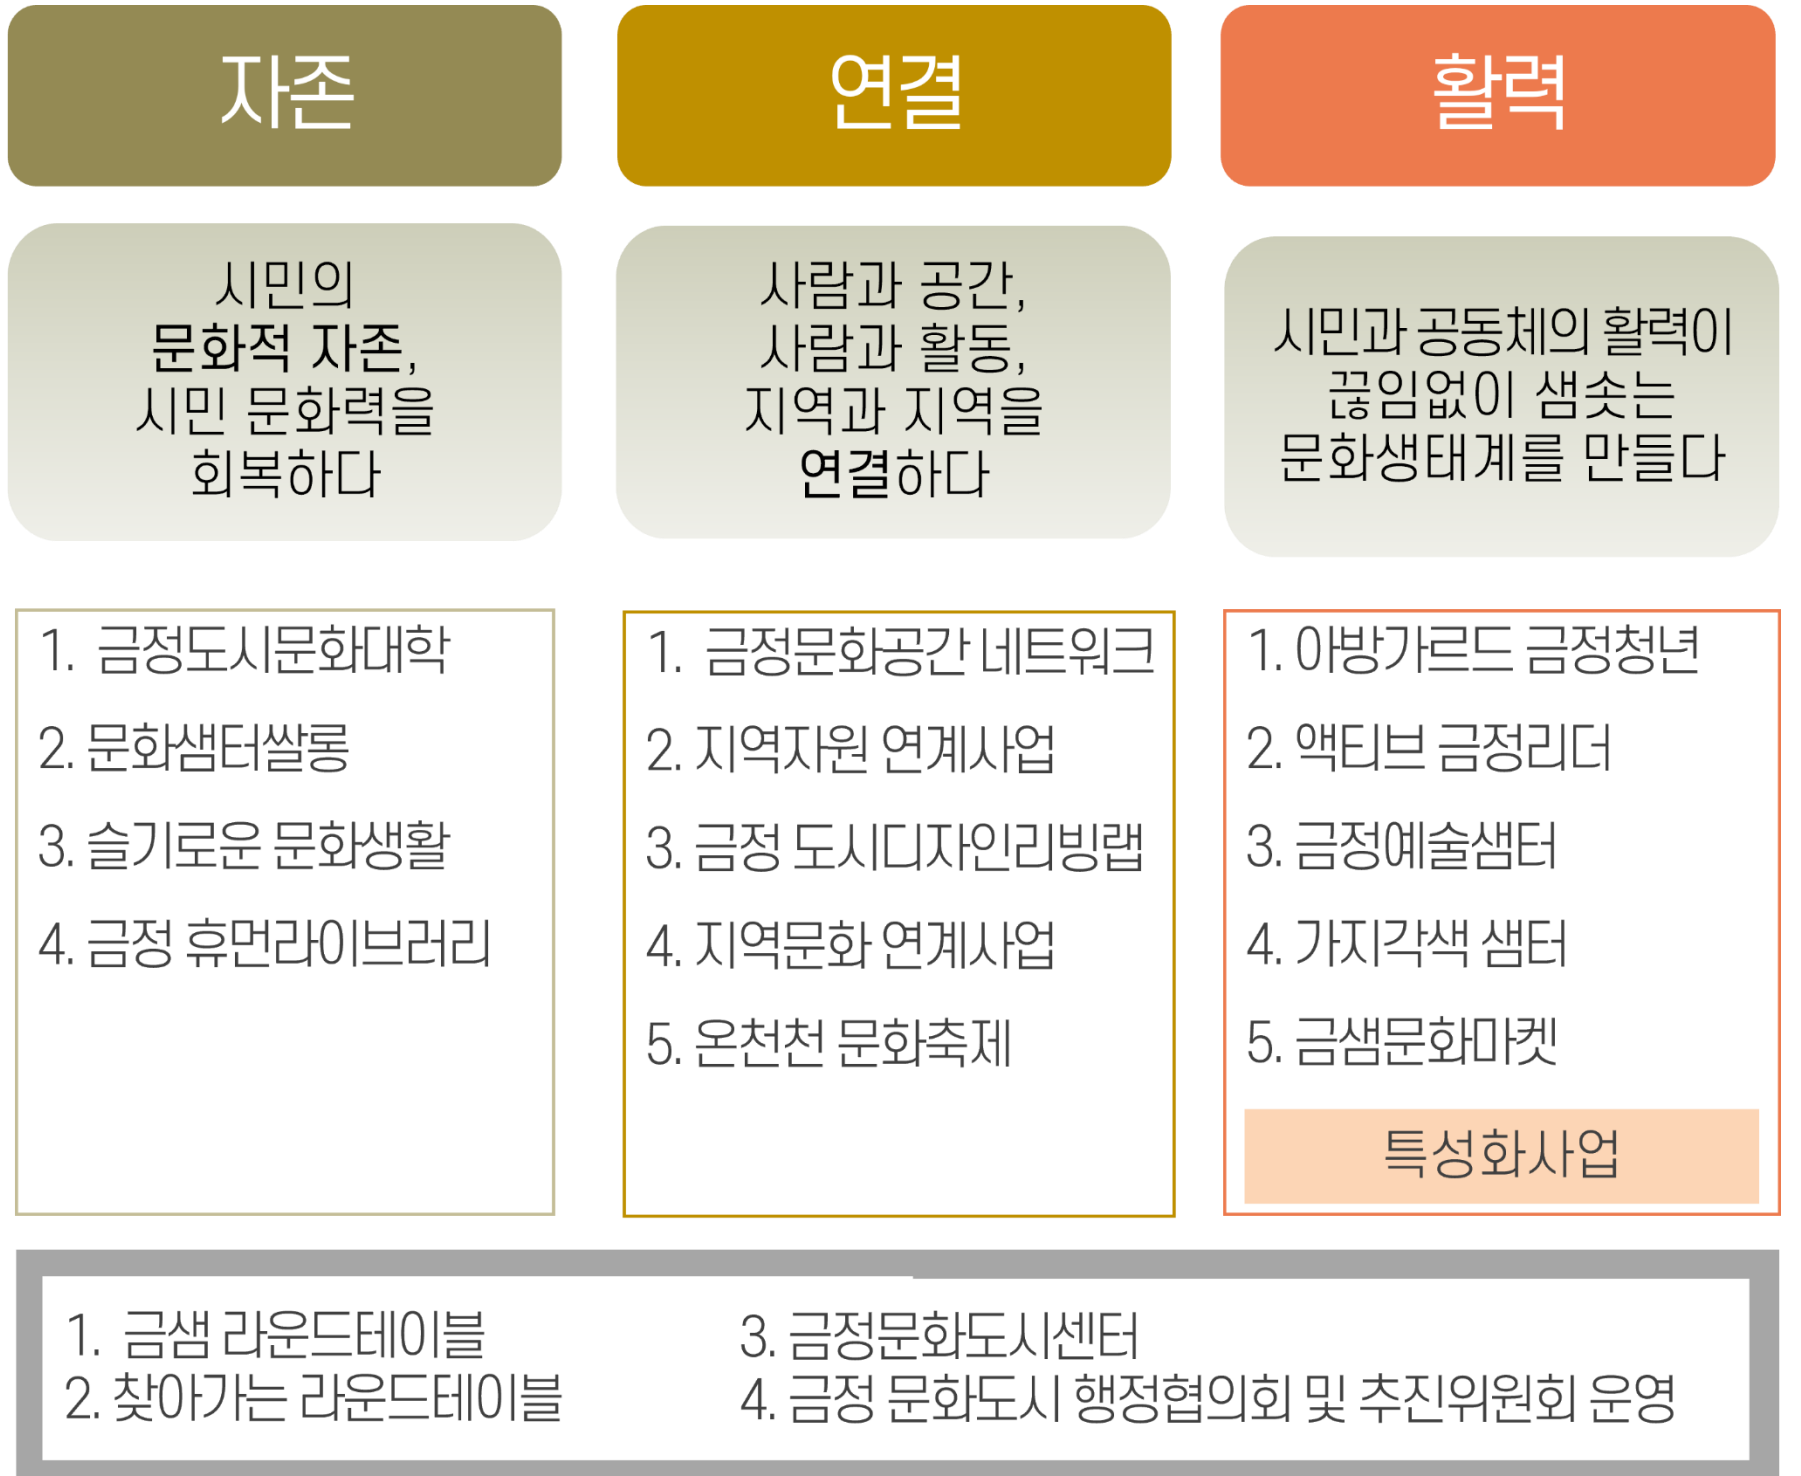 자존
시민의
문화적 자존,
시민 문화력을
회복하다
1. 금정도시문화대학
2. 문화샘터쌀롱
3. 슬기로운 문화생활
4. 금정 휴먼라이브러리
연결
사람과 공간,
사람과 활동,
지역과 지역을
연결하다
1. 금정문화공간 네트워크
2. 지역자원 연계사업
3. 금정 도시디자인리빙랩
4. 지역문화 연계사업
5. 온천천 문화축제
활력
시민과 공동체의 활력이
끊임없이 샘솟는
문화생태계를 만들다
1. 아방가르드 금정청년
2. 액티브 금정리더
3. 금정예술샘터
4. 가지각색 샘터
5. 금샘문화마켓
특성화사업
1. 금샘 라운드테이블
2. 찾아가는 라운드테이블
3. 금정문화도시센터
4. 금정 문화도시 행정협의회 및 추진위원회 운영